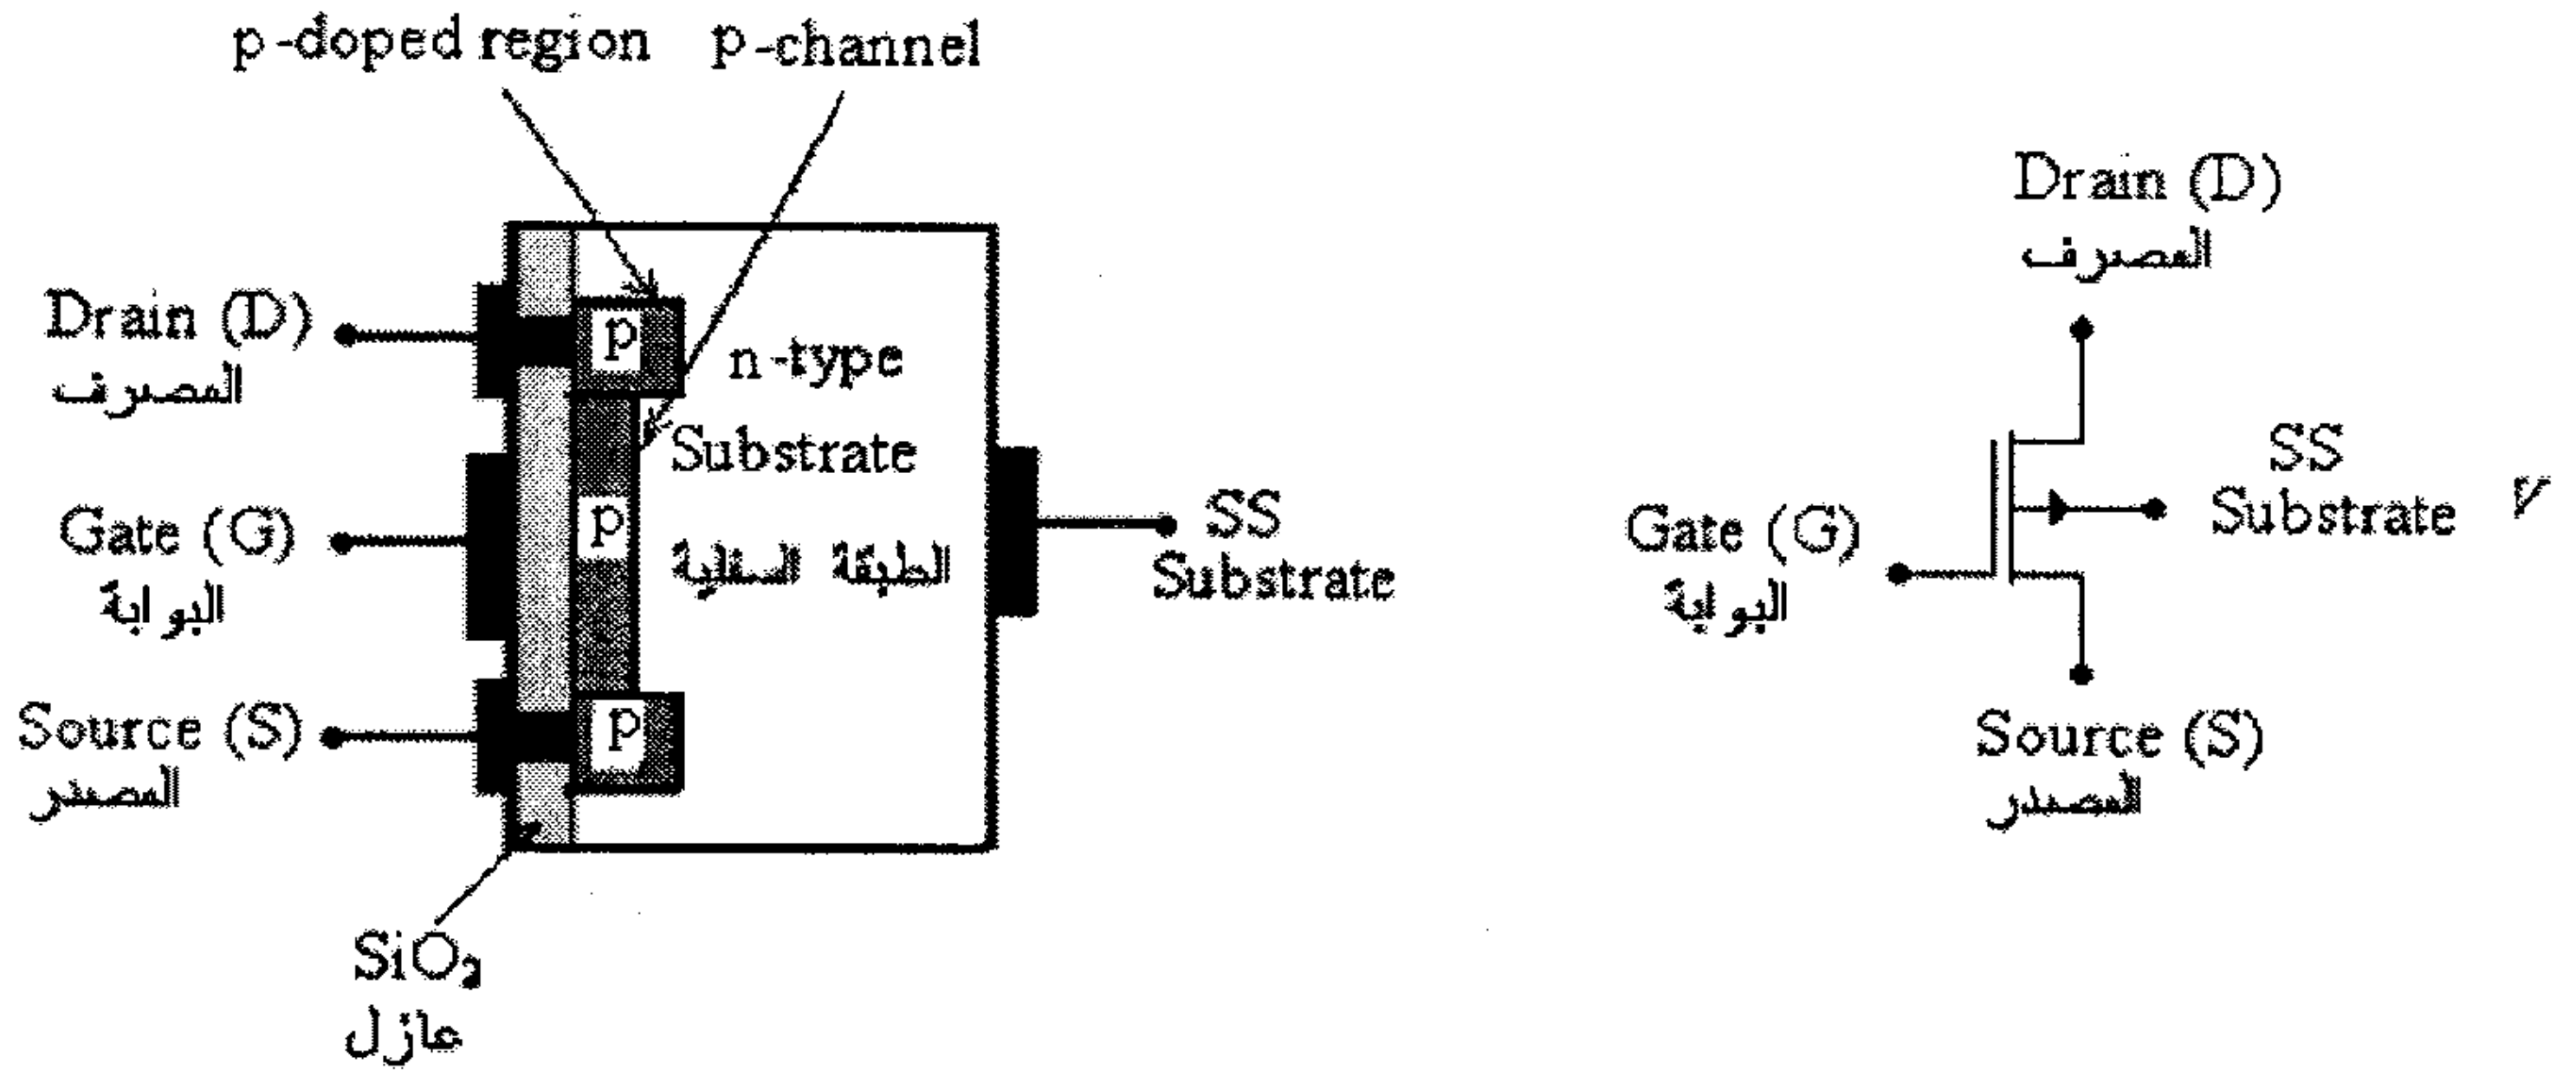 p-doped region
p-channel
Drain (D)
المصرف
p
n-type
Substrate
الطبقة السفلية
Gate (G)
البوابة
p
SS
Substrate
Source (S)
المصدر
p
SiO₂
عازل
Drain (D)
المصرف
SS
Substrate
Gate (G)
البوابة
Source (S)
المصدر